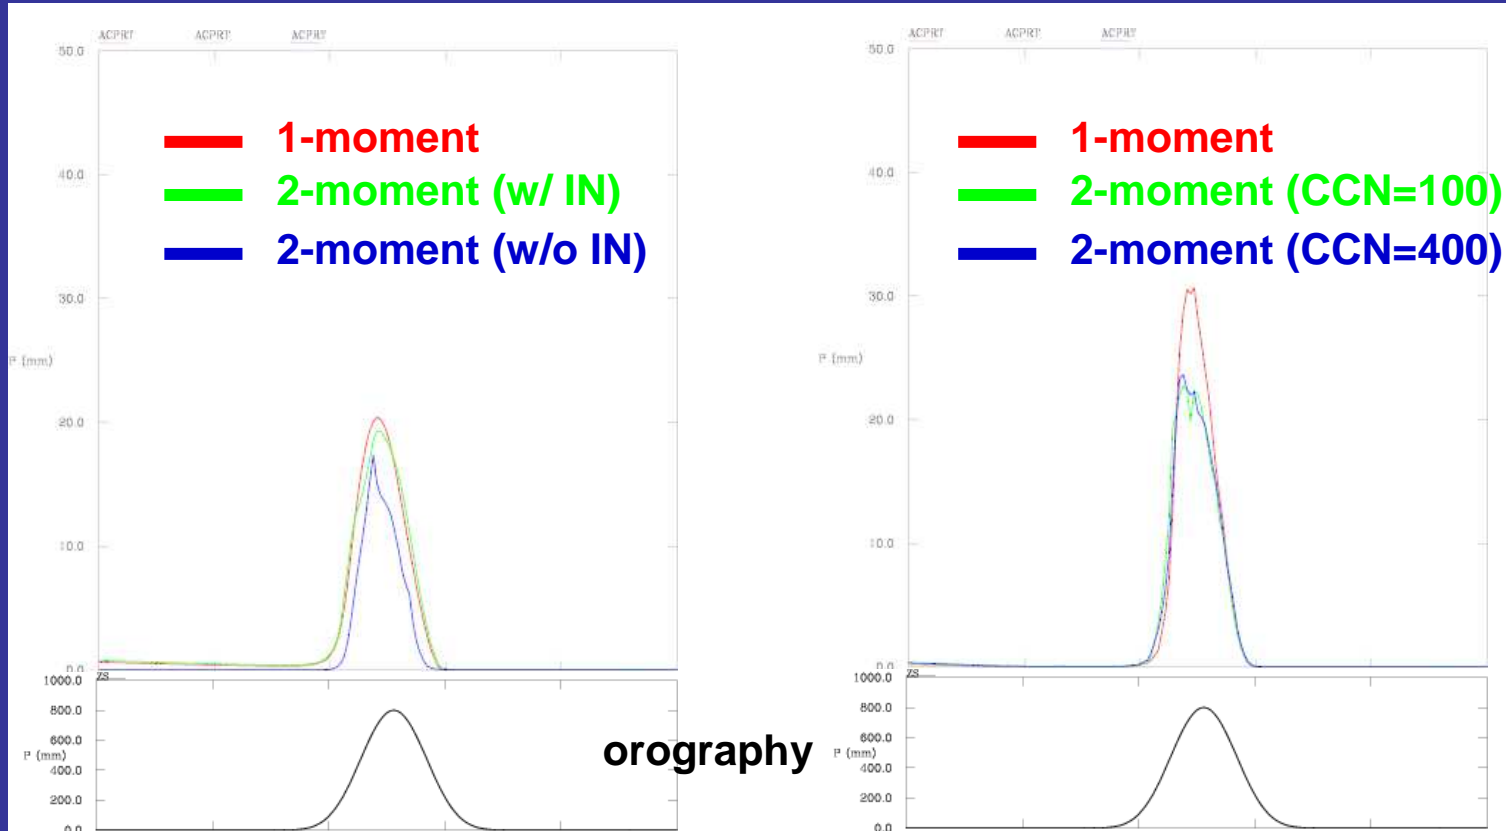 ACPRT ACPRT ACPRT
50.0
1-moment
2-moment (w/ IN)
2-moment (w/o IN)
40.0
30.0
P (mm)
20.0
10.0
0.0
ZS
1000.0
800.0
600.0
P (mm)
400.0
200.0
0.0
orography
ACPRT ACPRT ACPRT
50.0
1-moment
2-moment (CCN=100)
2-moment (CCN=400)
40.0
30.0
P (mm)
20.0
10.0
0.0
ZS
1000.0
800.0
600.0
P (mm)
400.0
200.0
0.0